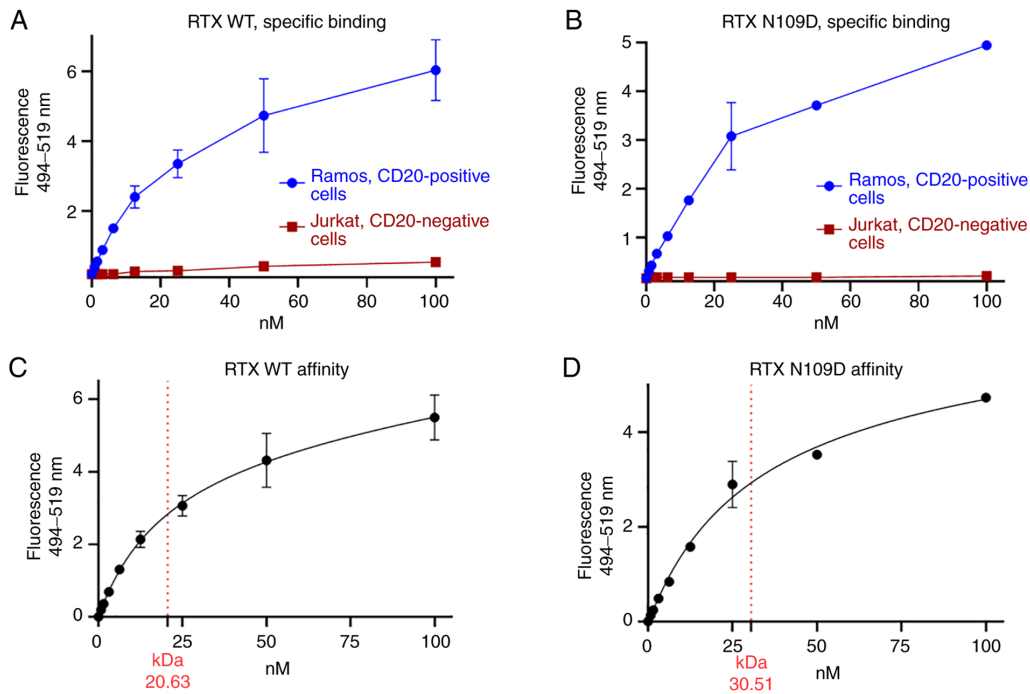 A
RTX WT, specific binding
Fluorescence
494–519 nm
6
4
2
0 20 40 60 80 100
nM
Ramos, CD20-positive
cells
Jurkat, CD20-negative
cells
B
RTX N109D, specific binding
Fluorescence
494–519 nm
5
4
3
2
1
0 20 40 60 80 100
nM
Ramos, CD20-positive
cells
Jurkat, CD20-negative
cells
C
RTX WT affinity
Fluorescence
494–519 nm
6
4
2
0
0 25 50 75 100
kDa
20.63
nM
D
RTX N109D affinity
Fluorescence
494–519 nm
4
2
0
0 25 50 75 100
kDa
30.51
nM